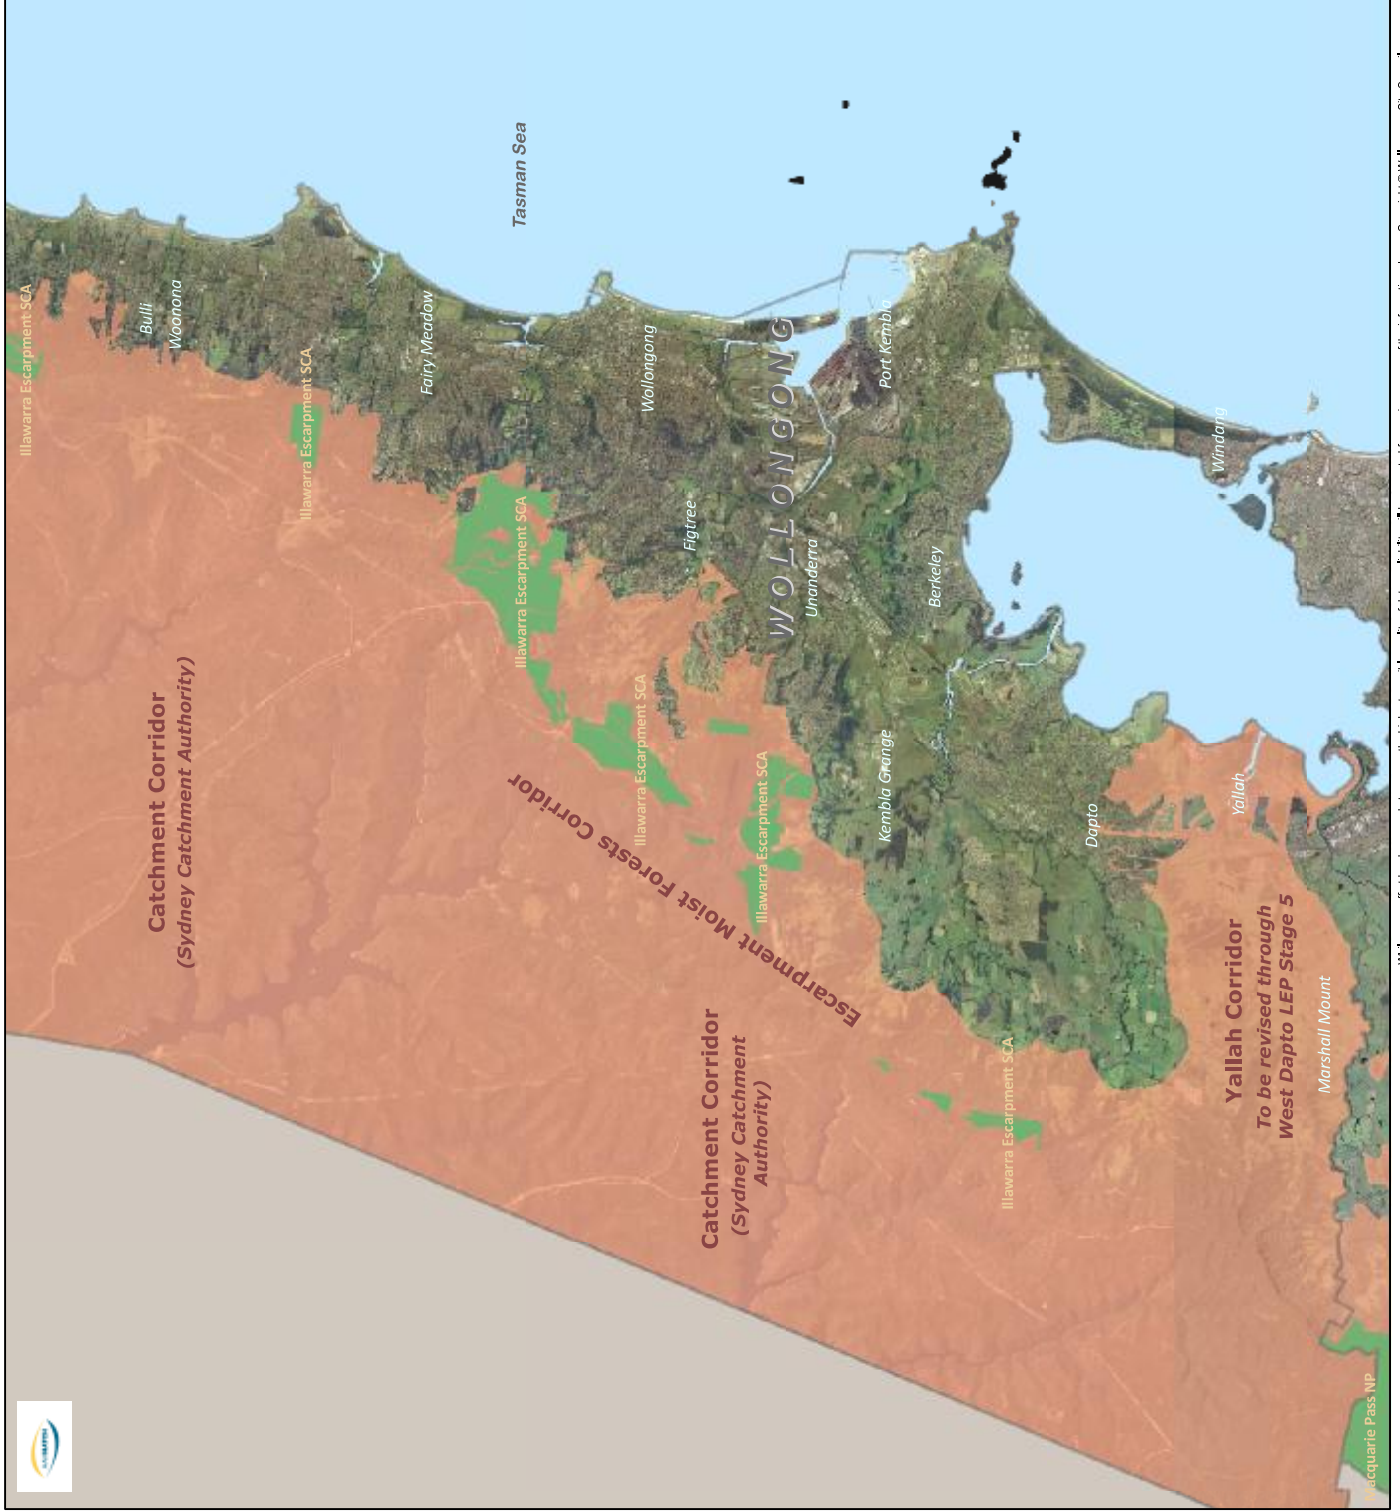 Illawarra Escarpment SCA
Bulli
Woonona
Catchment Corridor
(Sydney Catchment Authority)
Illawarra Escarpment SCA
Fairy Meadow
Tasman Sea
Illawarra Escarpment SCA
Escarpment Moist Forests Corridor
Wollongong
Illawarra Escarpment SCA
Figtree
Catchment Corridor
(Sydney Catchment
Authority)
WOLLONGONG
Illawarra Escarpment SCA
Unanderra
Port Kembla
Kembla Grange
Berkeley
Illawarra Escarpment SCA
Dapto
Windang
Yallah
Yallah Corridor
To be revised through
West Dapto LEP Stage 5
Marshall Mount
acquarie Pass NP